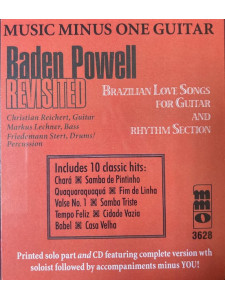 MUSIC MINUS ONE GUITAR
Baden Powell
REVISITED
Christian Reichert, Guitar
Markus Lechner, Bass
Friedemann Stert, Drums/
Percussion
BRAZILIAN LOVE SONGS
FOR GUITAR
AND
RHYTHM SECTION
Includes 10 classic hits:
Chará ※ Samba de Pintinho
Quaquaraquaquá ※ Fim de Linha
Valse No. 1 ※ Samba Triste
Tempo Feliz ※ Cidade Vazia
Babel ※ Casa Velha
mmo
3628
Printed solo part and CD featuring complete version wth
soloist followed by accompaniments minus YOU!